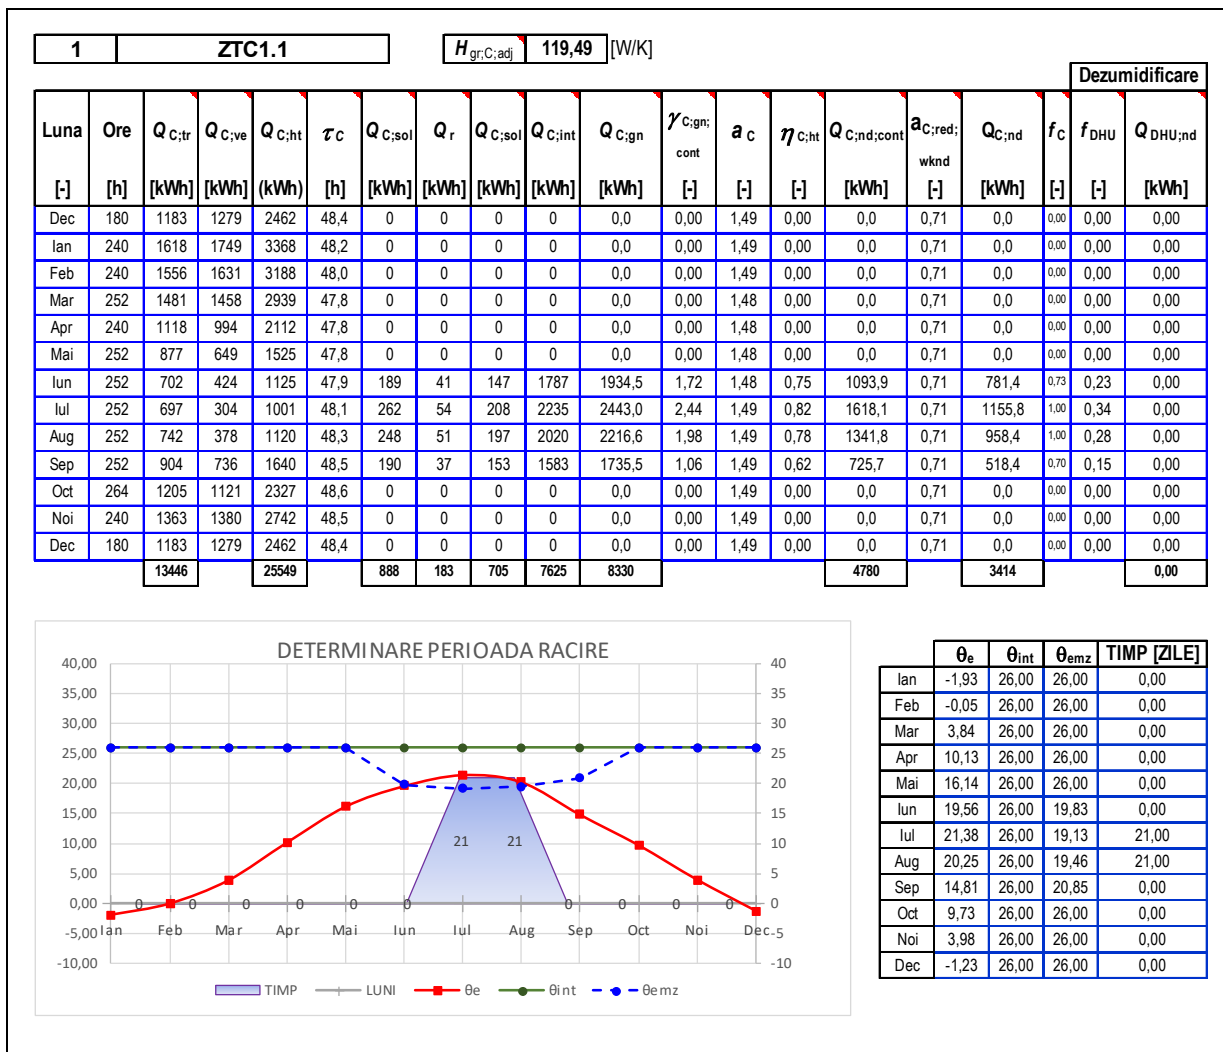 1 ZTC1.1 H gr;C;adj 119,49 [W/K]
Dezumidificare
Luna Ore Q C;tr Q C;ve Q C;ht τ C Q C;sol Q r Q C;sol Q C;int Q C;gn γ C;gn; cont a C η C;ht Q C;nd;cont a C;red; wknd Q C;nd f C f DHU Q DHU;nd
[-] [h] [kWh] [kWh] (kWh) [h] [kWh] [kWh] [kWh] [kWh] [kWh] [-] [-] [-] [kWh] [-] [kWh] [-] [-] [kWh]
Dec 180 1183 1279 2462 48,4 0 0 0 0 0,0 0,00 1,49 0,00 0,0 0,71 0,0 0,00 0,00 0,00
Ian 240 1618 1749 3368 48,2 0 0 0 0 0,0 0,00 1,49 0,00 0,0 0,71 0,0 0,00 0,00 0,00
Feb 240 1556 1631 3188 48,0 0 0 0 0 0,0 0,00 1,49 0,00 0,0 0,71 0,0 0,00 0,00 0,00
Mar 252 1481 1458 2939 47,8 0 0 0 0 0,0 0,00 1,48 0,00 0,0 0,71 0,0 0,00 0,00 0,00
Apr 240 1118 994 2112 47,8 0 0 0 0 0,0 0,00 1,48 0,00 0,0 0,71 0,0 0,00 0,00 0,00
Mai 252 877 649 1525 47,8 0 0 0 0 0,0 0,00 1,48 0,00 0,0 0,71 0,0 0,00 0,00 0,00
Iun 252 702 424 1125 47,9 189 41 147 1787 1934,5 1,72 1,48 0,75 1093,9 0,71 781,4 0,73 0,23 0,00
Iul 252 697 304 1001 48,1 262 54 208 2235 2443,0 2,44 1,49 0,82 1618,1 0,71 1155,8 1,00 0,34 0,00
Aug 252 742 378 1120 48,3 248 51 197 2020 2216,6 1,98 1,49 0,78 1341,8 0,71 958,4 1,00 0,28 0,00
Sep 252 904 736 1640 48,5 190 37 153 1583 1735,5 1,06 1,49 0,62 725,7 0,71 518,4 0,70 0,15 0,00
Oct 264 1205 1121 2327 48,6 0 0 0 0 0,0 0,00 1,49 0,00 0,0 0,71 0,0 0,00 0,00 0,00
Noi 240 1363 1380 2742 48,5 0 0 0 0 0,0 0,00 1,49 0,00 0,0 0,71 0,0 0,00 0,00 0,00
Dec 180 1183 1279 2462 48,4 0 0 0 0 0,0 0,00 1,49 0,00 0,0 0,71 0,0 0,00 0,00 0,00
13446 25549 888 183 705 7625 8330 4780 3414 0,00
DETERMINARE PERIOADA RACIRE
40,00 40
35,00 35
30,00 30
25,00 25
20,00 20
15,00 15
10,00 21 21 10
5,00 5
0,00 0 0 0 0 0 0 0 0 0 0 0
-5,00 Ian Feb Mar Apr Mai Iun Iul Aug Sep Oct Noi Dec -5
-10,00 -10
TIMP LUNI θe θint θemz
θe θint θemz TIMP [ZILE]
Ian -1,93 26,00 26,00 0,00
Feb -0,05 26,00 26,00 0,00
Mar 3,84 26,00 26,00 0,00
Apr 10,13 26,00 26,00 0,00
Mai 16,14 26,00 26,00 0,00
Iun 19,56 26,00 19,83 0,00
Iul 21,38 26,00 19,13 21,00
Aug 20,25 26,00 19,46 21,00
Sep 14,81 26,00 20,85 0,00
Oct 9,73 26,00 26,00 0,00
Noi 3,98 26,00 26,00 0,00
Dec -1,23 26,00 26,00 0,00